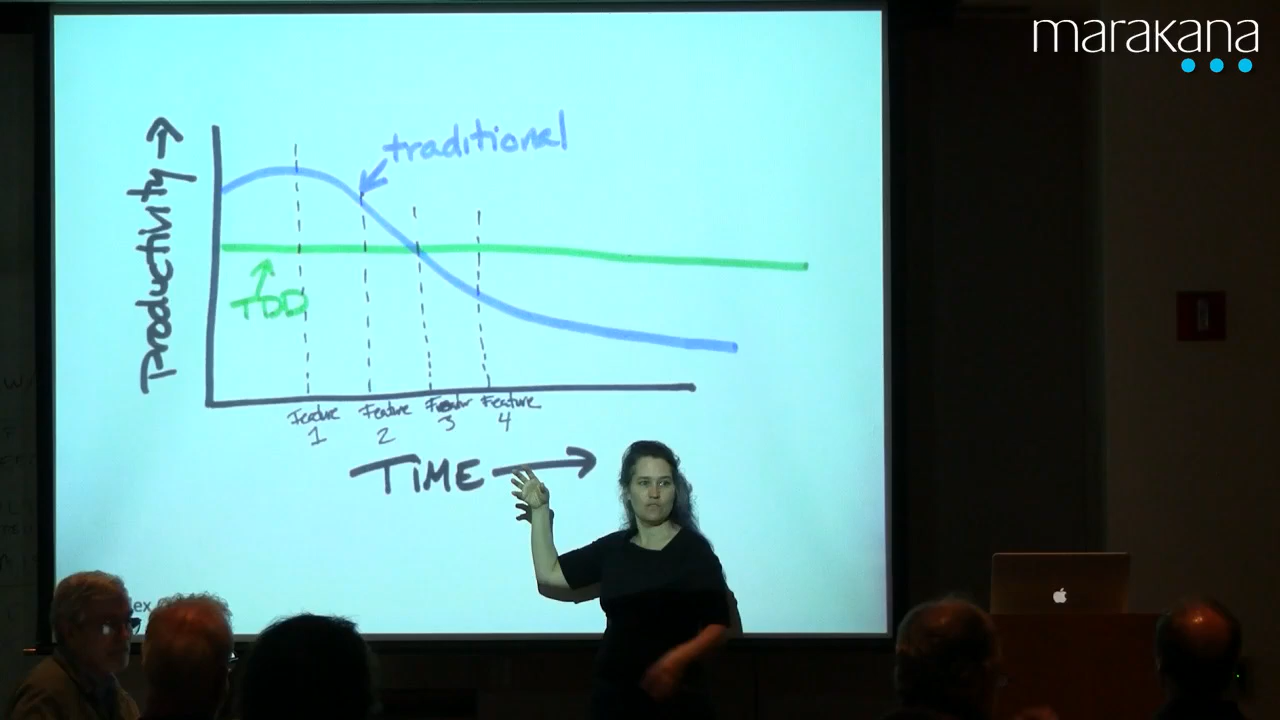 marakana
traditional
Productivity →
TDD
Feature
1
Feature
2
Feature
3
Feature
4
TIME →